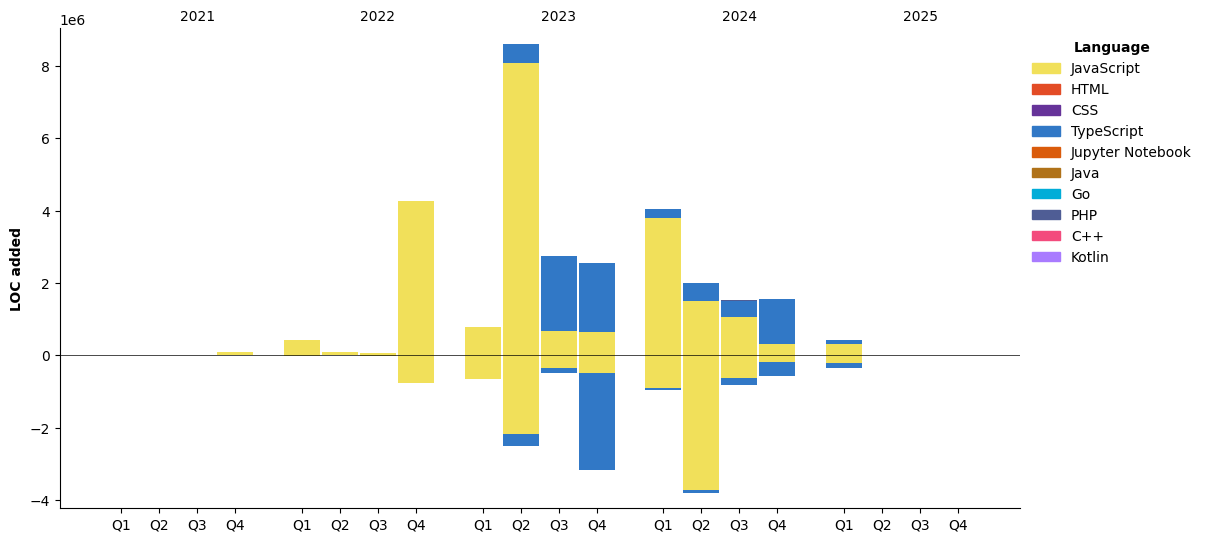 2021 2022 2023 2024 2025
1e6
Language
JavaScript
HTML
CSS
TypeScript
Jupyter Notebook
Java
Go
PHP
C++
Kotlin
LOC added
8
6
4
2
0
−2
−4
Q1 Q2 Q3 Q4 Q1 Q2 Q3 Q4 Q1 Q2 Q3 Q4 Q1 Q2 Q3 Q4 Q1 Q2 Q3 Q4